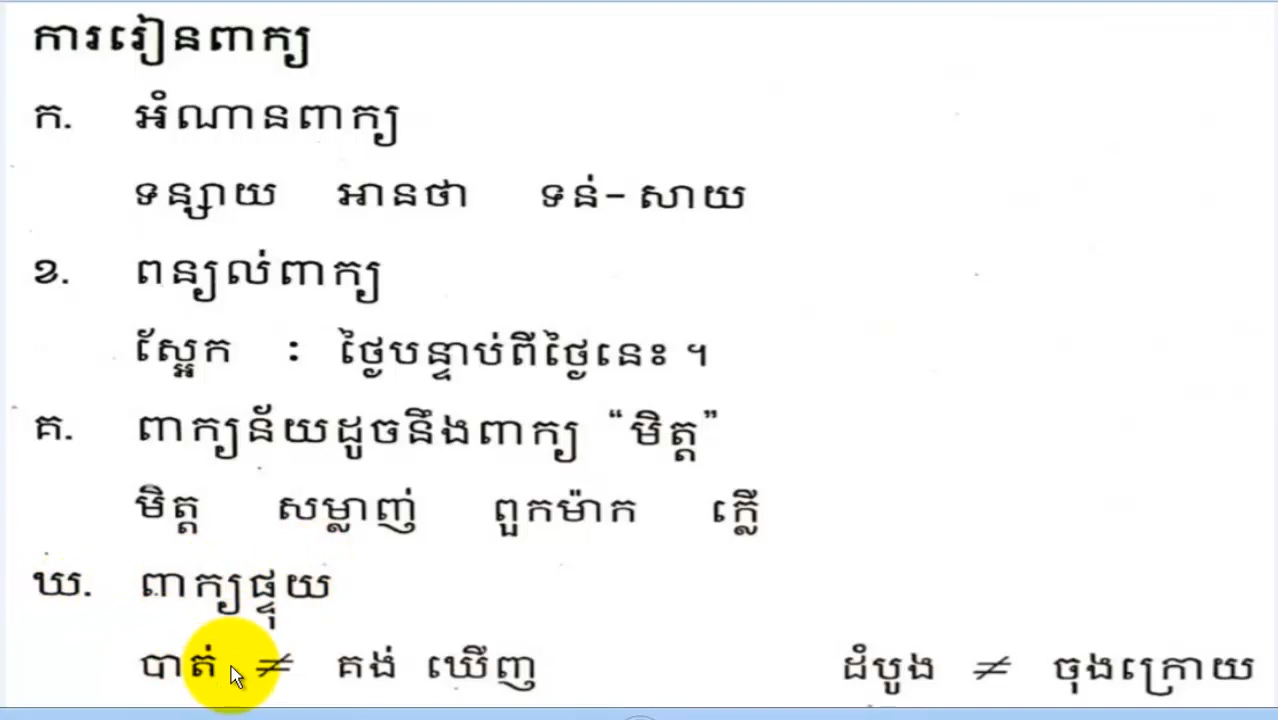 ការរៀនពាក្យ
ក. អំណានពាក្យ
ទន្សាយ អានថា ទន់-សាយ
ខ. ពន្យល់ពាក្យ
ស្អែក : ថ្ងៃបន្ទាប់ពីថ្ងៃនេះ ។
គ. ពាក្យន័យដូចនឹងពាក្យ “មិត្ត”
មិត្ត សម្លាញ់ ពួកម៉ាក ក្លើ
ឃ. ពាក្យផ្ទុយ
បាត់ ≠ គង់ ឃើញ ដំបូង ≠ ចុងក្រោយ